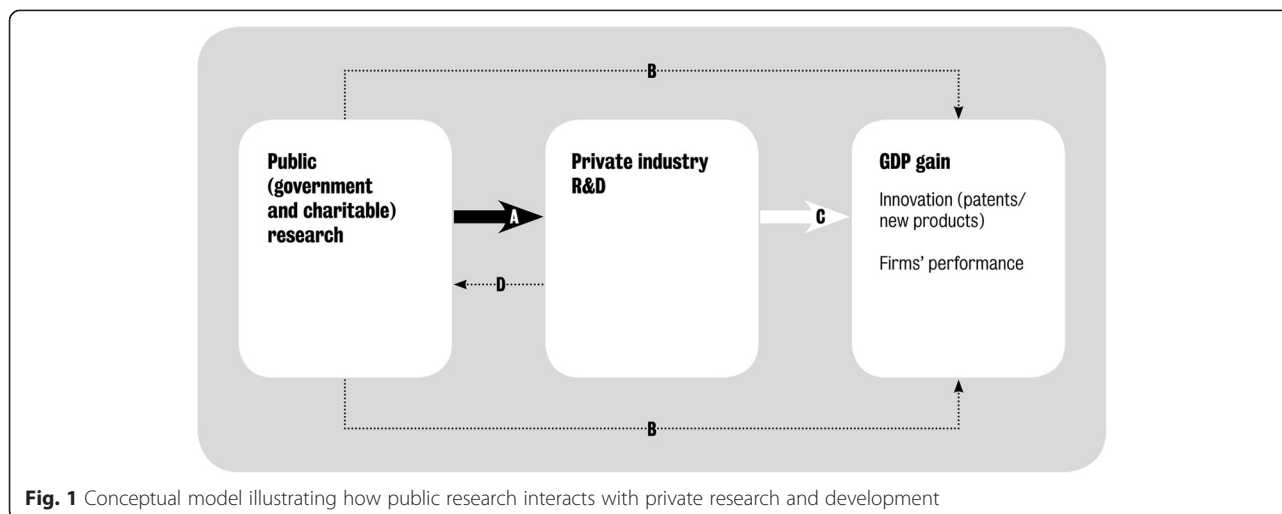 B
Public
(government
and charitable)
research
A
D
Private industry
R&D
C
GDP gain
Innovation (patents/
new products)
Firms’ performance
B
Fig. 1 Conceptual model illustrating how public research interacts with private research and development